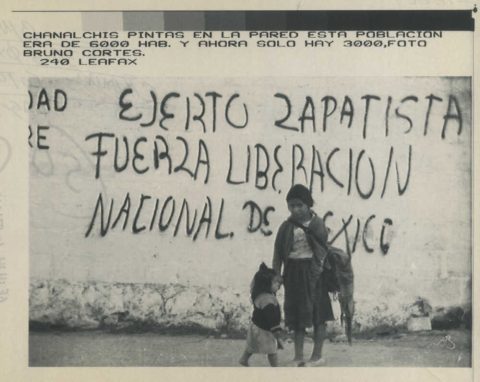 CHANALCHIS PINTAS EN LA PARED ESTA POBLACION
ERA DE 6000 HAB. Y AHORA SOLO HAY 3000,FOTO
BRUNO CORTES.
240 LEAFAX
DAD
RE
EJERTO ZAPATISTA
FUERZA LIBERACION
NACIONAL. DE MEXICO